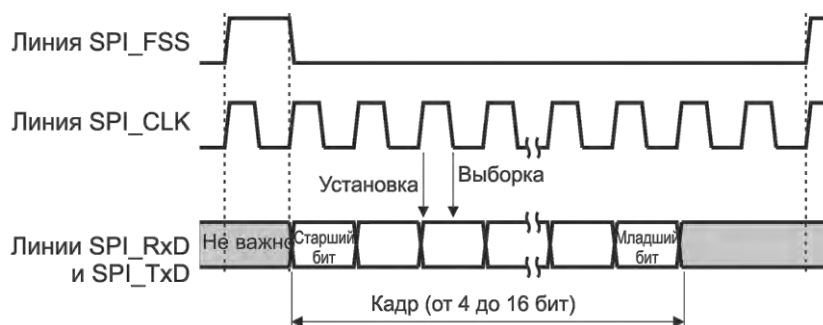 Линия SPI_FSS
Линия SPI_CLK
Установка
Выборка
Линии SPI_RxD
и SPI_TxD
Не важно
Старший
бит
Младший
бит
Кадр (от 4 до 16 бит)